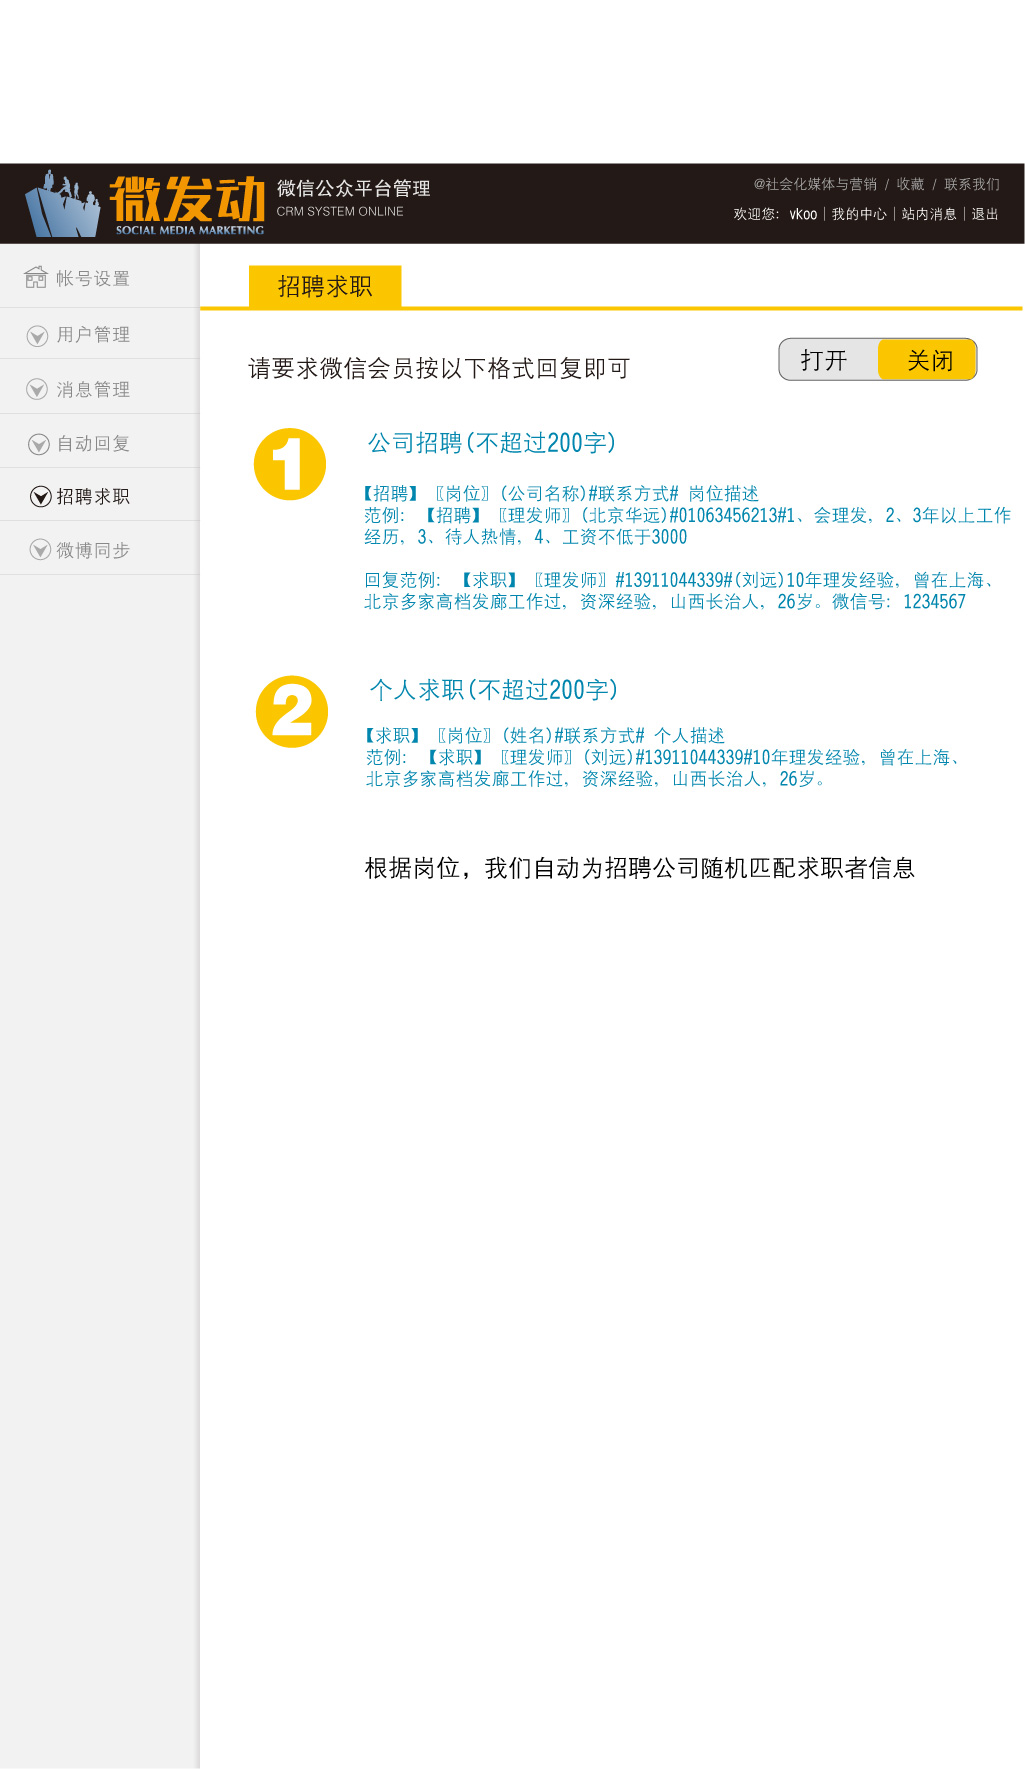 微发动
SOCIAL MEDIA MARKETING
微信公众平台管理
CRM SYSTEM ONLINE
@社会化媒体与营销 / 收藏 / 联系我们
欢迎您: vkoo|我的中心|站内消息|退出
帐号设置
用户管理
消息管理
自动回复
招聘求职
微博同步
招聘求职
请要求微信会员按以下格式回复即可
打开 关闭
1
公司招聘(不超过200字)
【招聘】〖岗位〗(公司名称)#联系方式# 岗位描述
范例: 【招聘】〖理发师〗(北京华远)#01063456213#1、会理发, 2、3年以上工作
经历, 3、待人热情, 4、工资不低于3000
回复范例: 【求职】〖理发师〗#13911044339#(刘远)10年理发经验, 曾在上海、
北京多家高档发廊工作过, 资深经验, 山西长治人, 26岁。微信号: 1234567
2
个人求职(不超过200字)
【求职】〖岗位〗(姓名)#联系方式# 个人描述
范例: 【求职】〖理发师〗(刘远)#13911044339#10年理发经验, 曾在上海、
北京多家高档发廊工作过, 资深经验, 山西长治人, 26岁。
根据岗位，我们自动为招聘公司随机匹配求职者信息